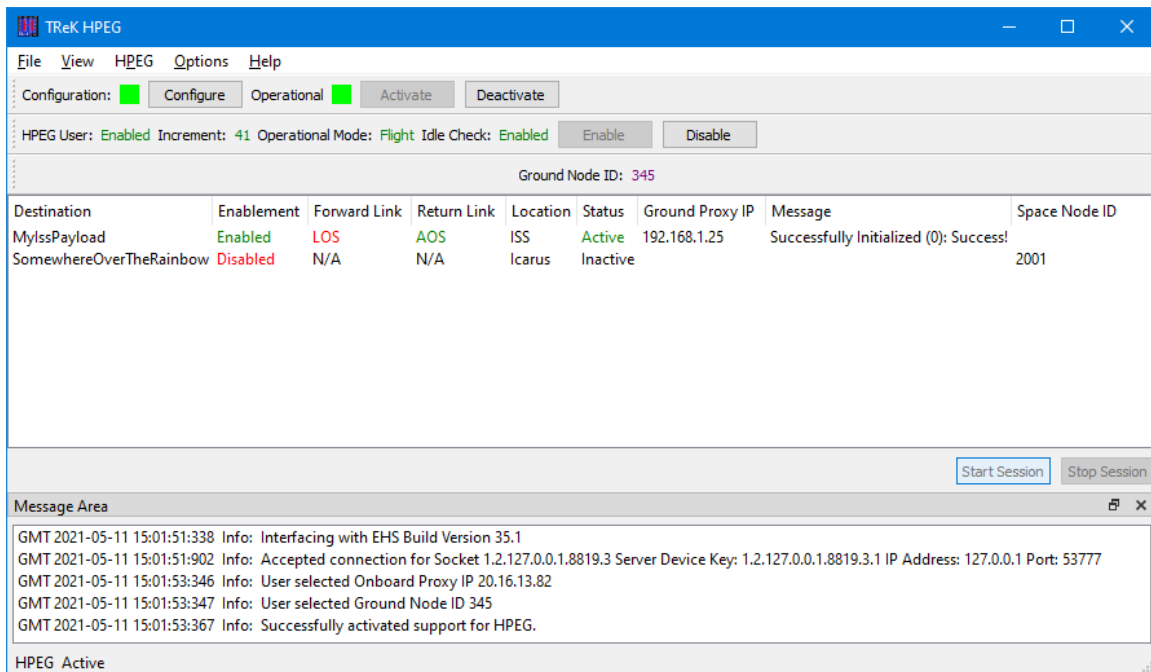 TReK HPEG
File View HPEG Options Help
Configuration: Configure Operational Activate Deactivate
HPEG User: Enabled Increment: 41 Operational Mode: Flight Idle Check: Enabled Enable Disable
Ground Node ID: 345
Destination Enablement Forward Link Return Link Location Status Ground Proxy IP Message Space Node ID
MyIssPayload Enabled LOS AOS ISS Active 192.168.1.25 Successfully Initialized (0): Success!
SomewhereOverTheRainbow Disabled N/A N/A Icarus Inactive 2001
Start Session Stop Session
Message Area
GMT 2021-05-11 15:01:51:338 Info: Interfacing with EHS Build Version 35.1
GMT 2021-05-11 15:01:51:902 Info: Accepted connection for Socket 1.2.127.0.0.1.8819.3 Server Device Key: 1.2.127.0.0.1.8819.3.1 IP Address: 127.0.0.1 Port: 53777
GMT 2021-05-11 15:01:53:346 Info: User selected Onboard Proxy IP 20.16.13.82
GMT 2021-05-11 15:01:53:347 Info: User selected Ground Node ID 345
GMT 2021-05-11 15:01:53:367 Info: Successfully activated support for HPEG.
HPEG Active